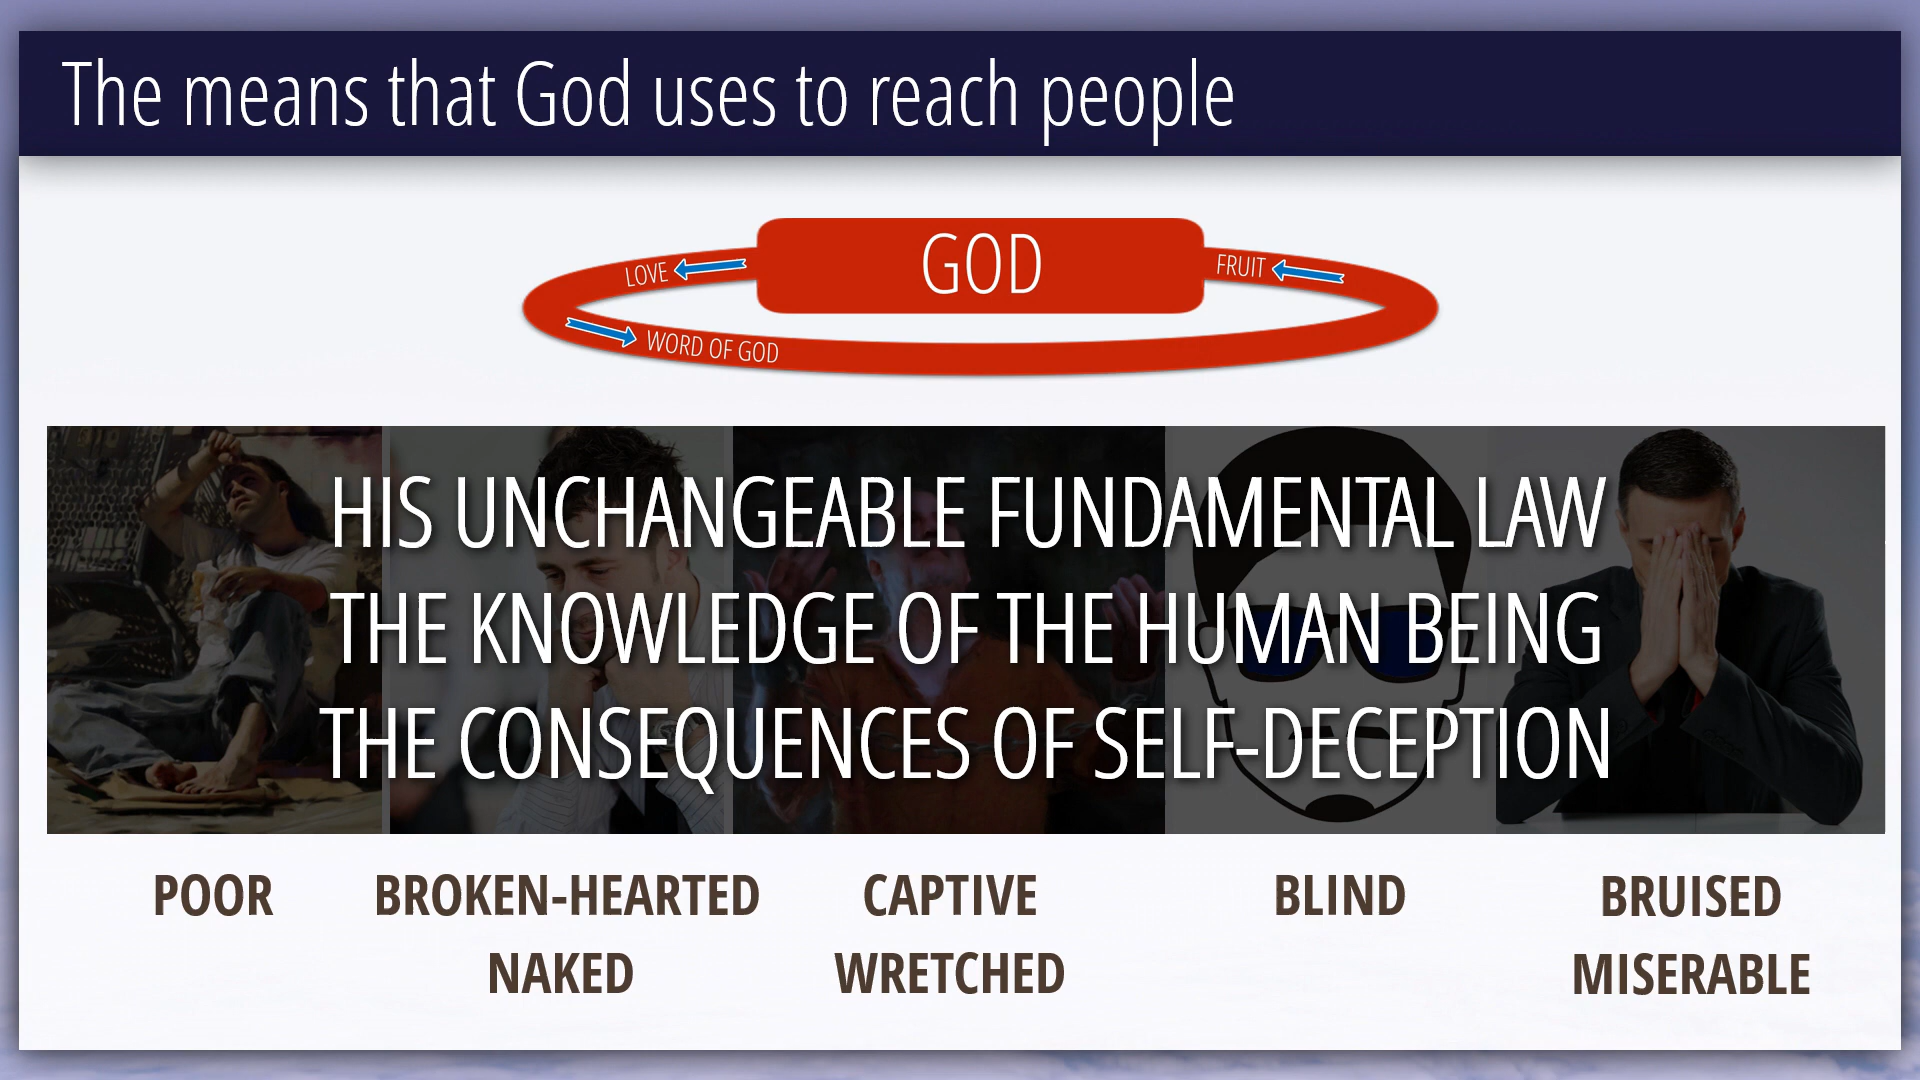 The means that God uses to reach people
GOD
LOVE
FRUIT
WORD OF GOD
HIS UNCHANGEABLE FUNDAMENTAL LAW
THE KNOWLEDGE OF THE HUMAN BEING
THE CONSEQUENCES OF SELF-DECEPTION
POOR
BROKEN-HEARTED
CAPTIVE
BLIND
BRUISED
NAKED
WRETCHED
MISERABLE